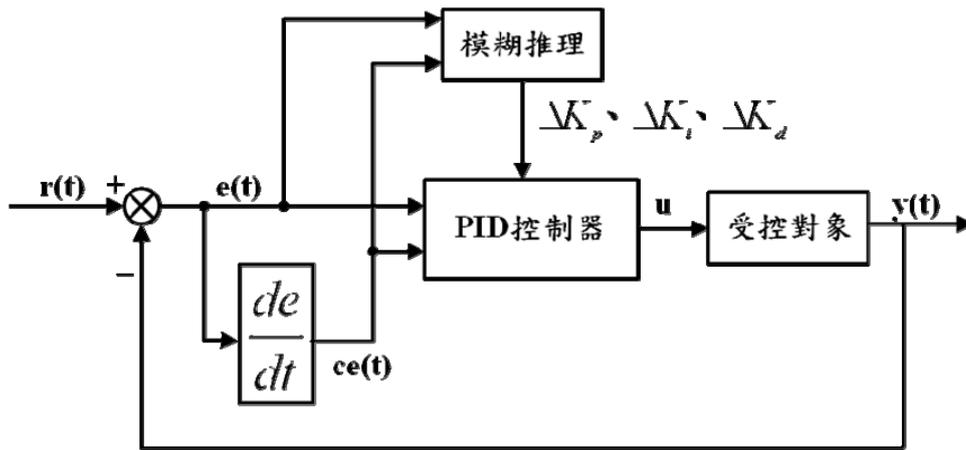 模糊推理
ΔKp、ΔKi、ΔKd
r(t)
+
e(t)
−
PID控制器
u
受控對象
y(t)
de
dt
ce(t)